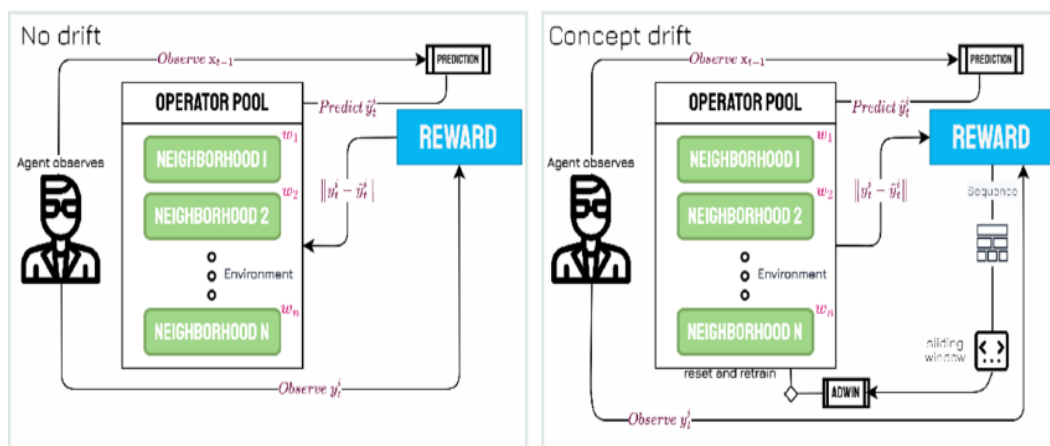 No drift
Observe x_{t−1}
PREDICTION
OPERATOR POOL
Predict ŷ_t^i
REWARD
w_1
NEIGHBORHOOD 1
Agent observes
‖y_t^i − ŷ_t^i|
w_2
NEIGHBORHOOD 2
Environment
w_n
NEIGHBORHOOD N
Observe y_t^i
Concept drift
Observe x_{t−1}
PREDICTION
OPERATOR POOL
Predict ŷ_t^i
REWARD
w_1
NEIGHBORHOOD 1
Agent observes
‖y_t^i − ŷ_t^i‖
Sequence
w_2
NEIGHBORHOOD 2
Environment
w_n
NEIGHBORHOOD N
sliding
window
reset and retrain
ADWIN
Observe y_t^i